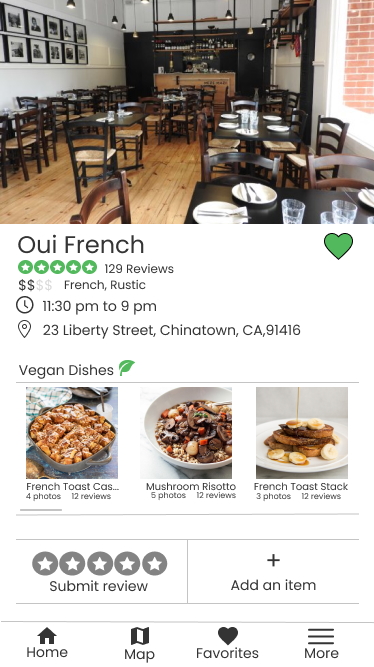 Oui French
129 Reviews
$$$$ French, Rustic
11:30 pm to 9 pm
23 Liberty Street, Chinatown, CA,91416
Vegan Dishes
French Toast Cas... Mushroom Risotto French Toast Stack
4 photos 12 reviews 5 photos 12 reviews 3 photos 12 reviews
Submit review
+
Add an item
Home Map Favorites More